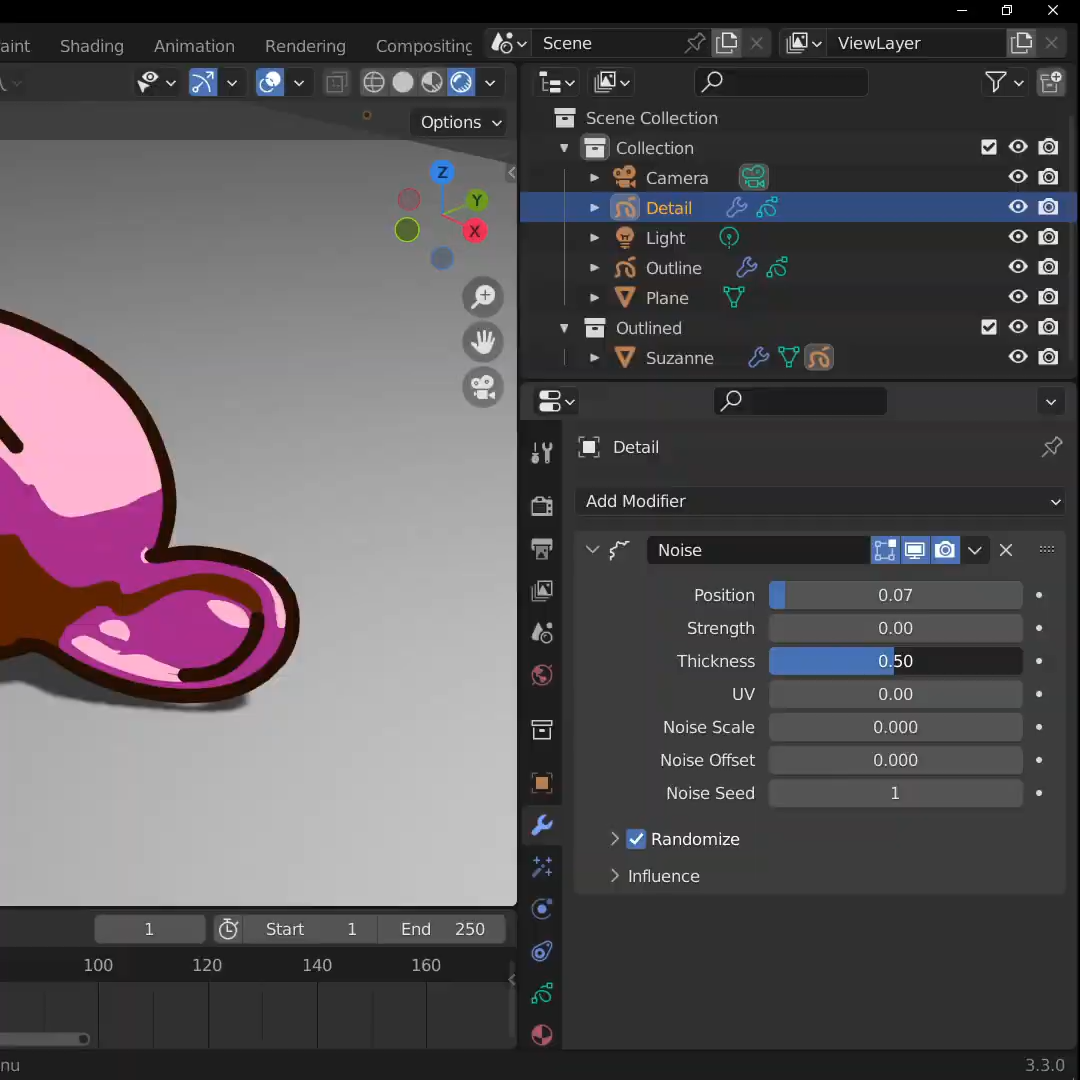 aint Shading Animation Rendering Compositing Scene ViewLayer
Options
Z
Y
X
Scene Collection
Collection
Camera
Detail
Light
Outline
Plane
Outlined
Suzanne
Detail
Add Modifier
Noise
Position 0.07
Strength 0.00
Thickness 0.50
UV 0.00
Noise Scale 0.000
Noise Offset 0.000
Noise Seed 1
Randomize
Influence
1 Start 1 End 250
100 120 140 160
nu 3.3.0